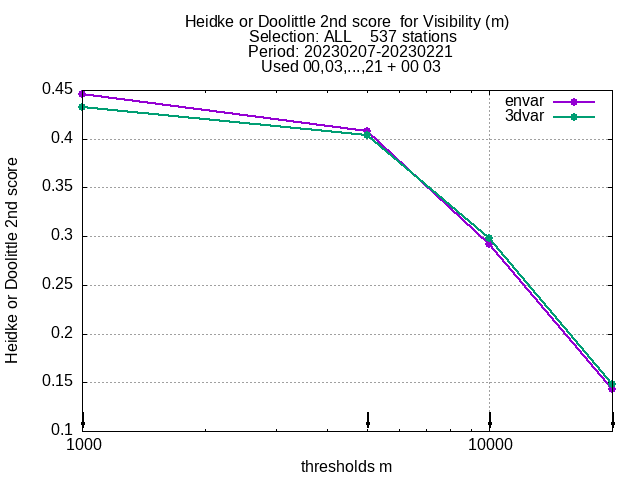 Heidke or Doolittle 2nd score  for Visibility (m)
Selection: ALL    537 stations
Period: 20230207-20230221
Used 00,03,...,21 + 00 03
envar
3dvar
0.45
0.4
0.35
0.3
0.25
0.2
0.15
0.1
Heidke or Doolittle 2nd score
1000
10000
thresholds m